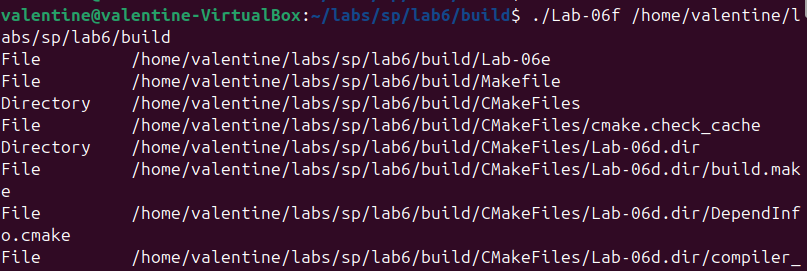 valentine@valentine-VirtualBox:~/labs/sp/lab6/build$ ./Lab-06f /home/valentine/l
abs/sp/lab6/build
File        /home/valentine/labs/sp/lab6/build/Lab-06e
File        /home/valentine/labs/sp/lab6/build/Makefile
Directory   /home/valentine/labs/sp/lab6/build/CMakeFiles
File        /home/valentine/labs/sp/lab6/build/CMakeFiles/cmake.check_cache
Directory   /home/valentine/labs/sp/lab6/build/CMakeFiles/Lab-06d.dir
File        /home/valentine/labs/sp/lab6/build/CMakeFiles/Lab-06d.dir/build.mak
e
File        /home/valentine/labs/sp/lab6/build/CMakeFiles/Lab-06d.dir/DependInf
o.cmake
File        /home/valentine/labs/sp/lab6/build/CMakeFiles/Lab-06d.dir/compiler_